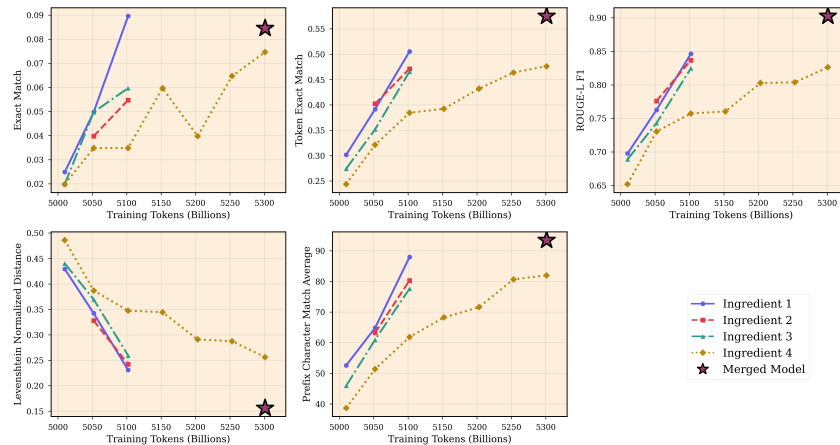 0.09
0.08
0.07
0.06
0.05
0.04
0.03
0.02
Exact Match
5000 5050 5100 5150 5200 5250 5300
Training Tokens (Billions)
0.55
0.50
0.45
0.40
0.35
0.30
0.25
Token Exact Match
5000 5050 5100 5150 5200 5250 5300
Training Tokens (Billions)
0.90
0.85
0.80
0.75
0.70
0.65
ROUGE-L F1
5000 5050 5100 5150 5200 5250 5300
Training Tokens (Billions)
0.50
0.45
0.40
0.35
0.30
0.25
0.20
0.15
Levenshtein Normalized Distance
5000 5050 5100 5150 5200 5250 5300
Training Tokens (Billions)
90
80
70
60
50
40
Prefix Character Match Average
5000 5050 5100 5150 5200 5250 5300
Training Tokens (Billions)
Ingredient 1
Ingredient 2
Ingredient 3
Ingredient 4
Merged Model